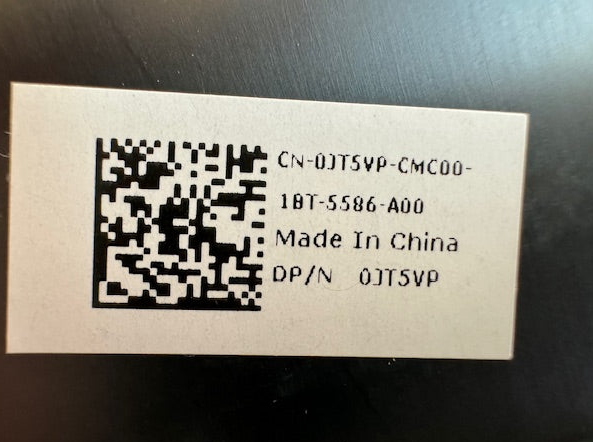 CN-0JT5VP-CMC00-
1BT-5586-A00
Made In China
DP/N 0JT5VP